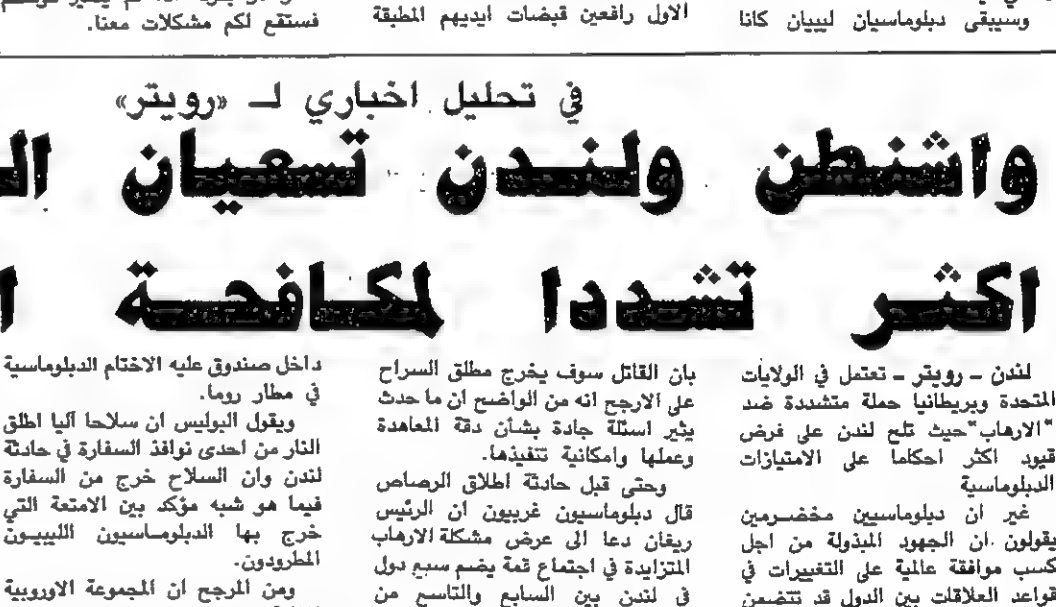 وسيبقى دبلوماسيان ليبيان كانا
الاول رافعين قبضات ايديهم المطبقة
فستقع لكم مشكلات معنا.
في تحليل اخباري لـ «رويتر»
واشنطن ولندن تسعيان
اكثر تشددا لمكافحة
لندن ــ رويتر ــ تعتمل في الولايات
المتحدة وبريطانيا حملة متشددة ضد
"الارهاب"حيث تلح لندن على فرض
قيود اكثر احكاما على الامتيازات
الدبلوماسية
غير ان دبلوماسيين مخضرمين
يقولون ان الجهود المبذولة من اجل
كسب موافقة عالمية على التغييرات في
قواعد العلاقات بين الدول قد تتضمن
بان القاتل سوف يخرج مطلق السراح
على الارجح انه من الواضح ان ما حدث
يثير اسئلة جادة بشأن دقة المعاهدة
وعملها وامكانية تنفيذها.
وحتى قبل حادثة اطلاق الرصاص
قال دبلوماسيون غربيون ان الرئيس
ريغان دعا الى عرض مشكلة الارهاب
المتزايدة في اجتماع قمة يضم سبع دول
في لندن بين السابع والتاسع من
داخل صندوق عليه الاختام الدبلوماسية
في مطار روما.
ويقول البوليس ان سلاحا آليا اطلق
النار من احدى نوافذ السفارة في حادثة
لندن وان السلاح خرج من السفارة
فيما هو شبه مؤكد بين الامتعة التي
خرج بها الدبلوماسيون الليبيون
المطرودون.
ومن المرجح ان المجموعة الاوروبية